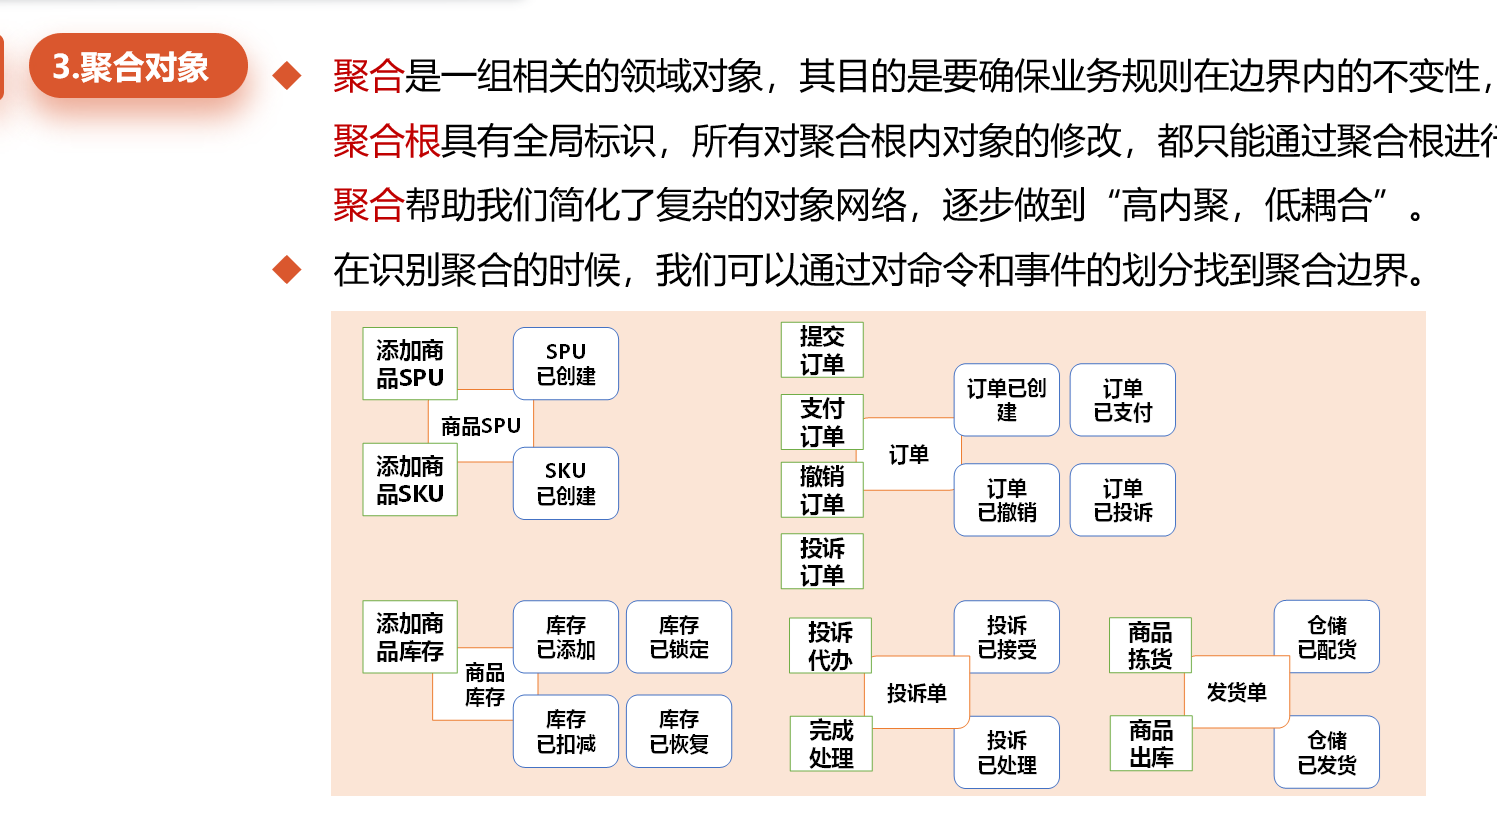 3.聚合对象
聚合是一组相关的领域对象，其目的是要确保业务规则在边界内的不变性，
聚合根具有全局标识，所有对聚合根内对象的修改，都只能通过聚合根进行
聚合帮助我们简化了复杂的对象网络，逐步做到“高内聚，低耦合”。
在识别聚合的时候，我们可以通过对命令和事件的划分找到聚合边界。
添加商
品SPU
SPU
已创建
商品SPU
添加商
品SKU
SKU
已创建
提交
订单
支付
订单
撤销
订单
投诉
订单
订单
订单已创
建
订单
已支付
订单
已撤销
订单
已投诉
添加商
品库存
商品
库存
库存
已添加
库存
已锁定
库存
已扣减
库存
已恢复
投诉
代办
投诉单
完成
处理
投诉
已接受
投诉
已处理
商品
拣货
发货单
商品
出库
仓储
已配货
仓储
已发货